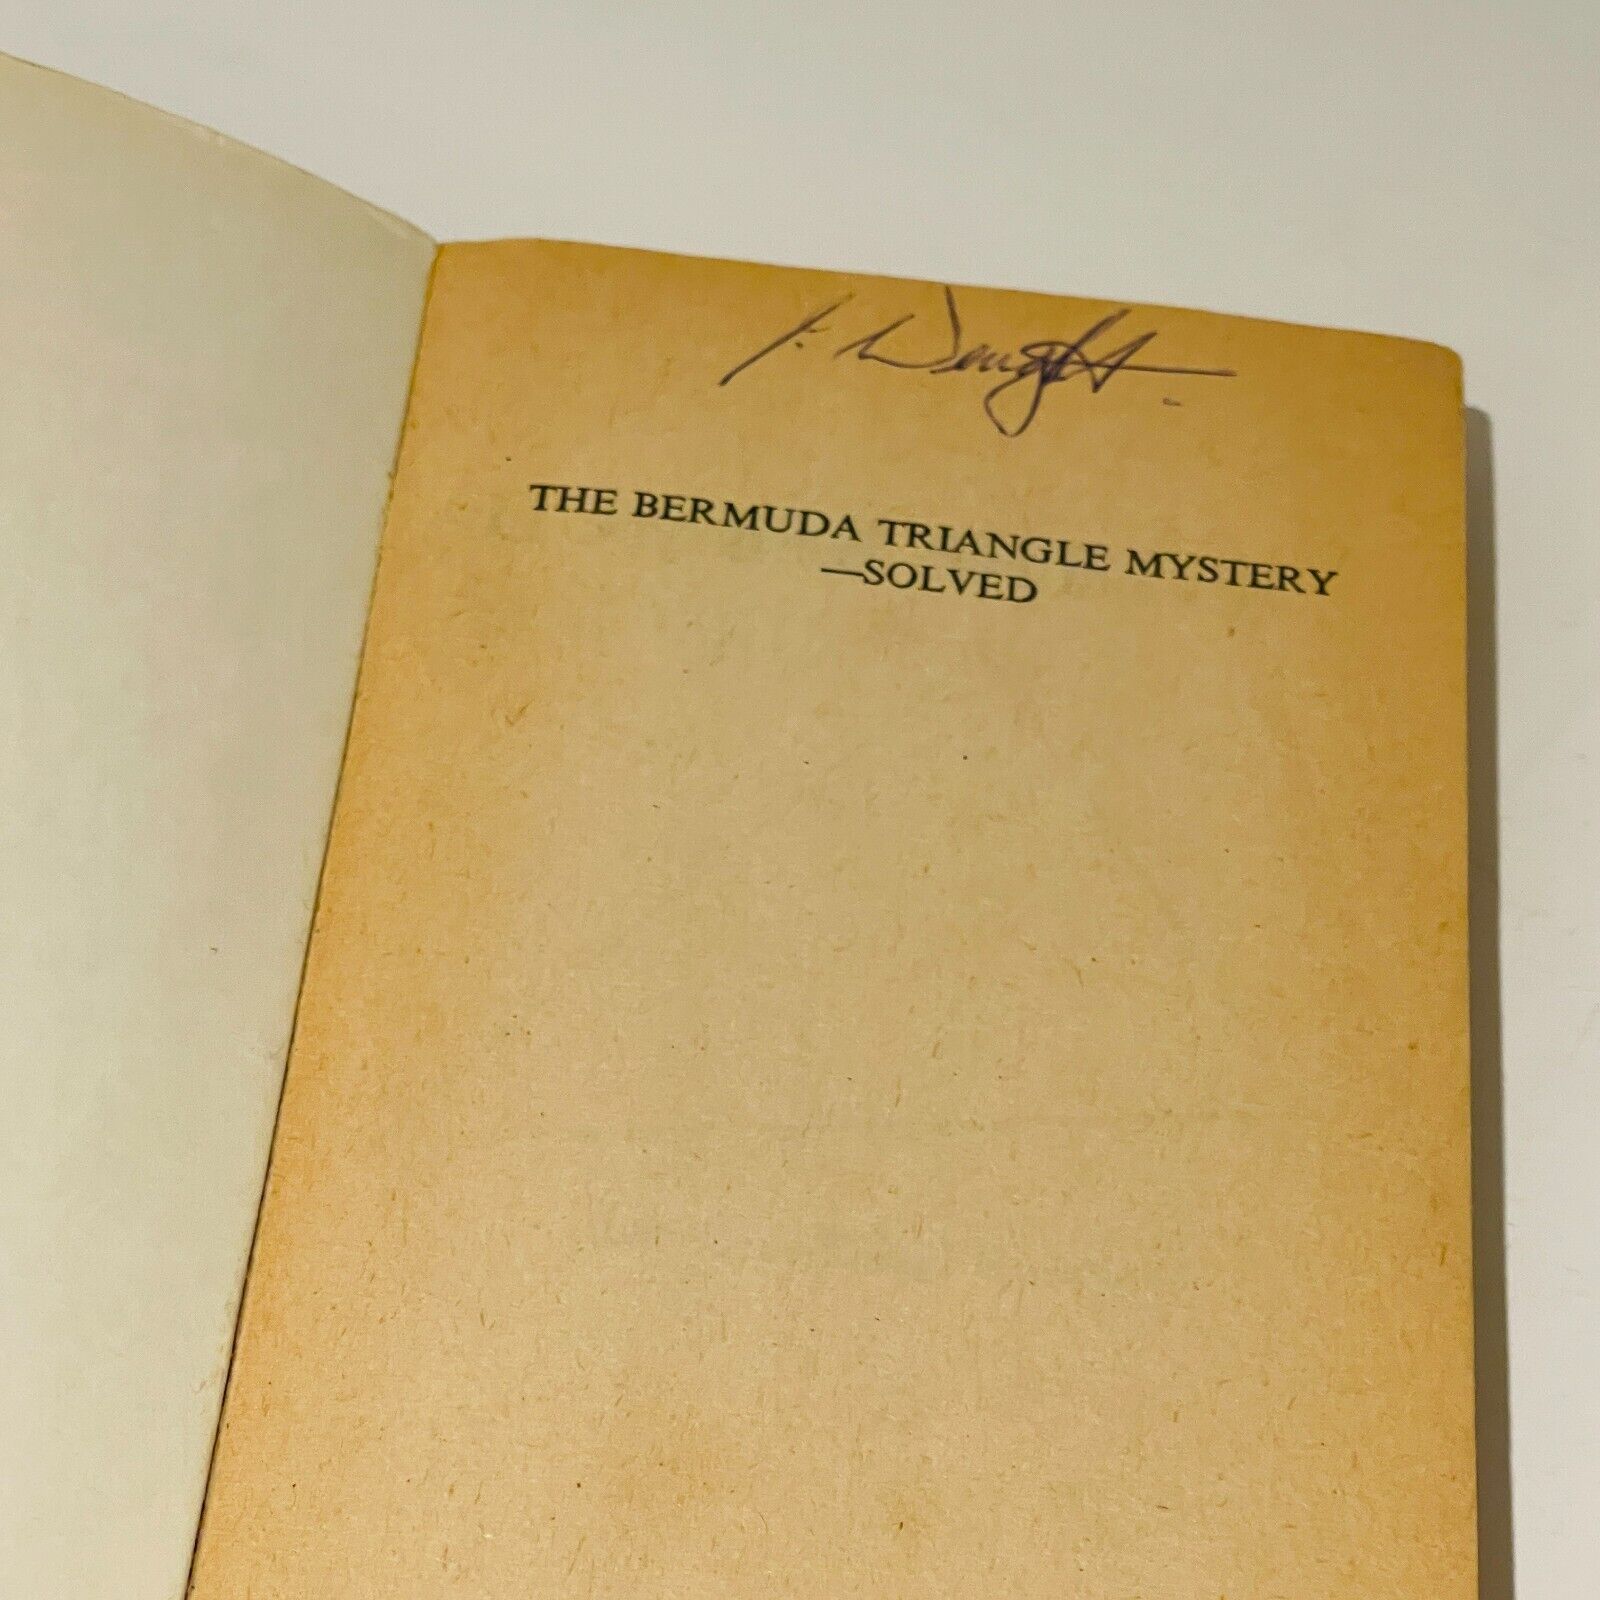 THE BERMUDA TRIANGLE MYSTERY
—SOLVED